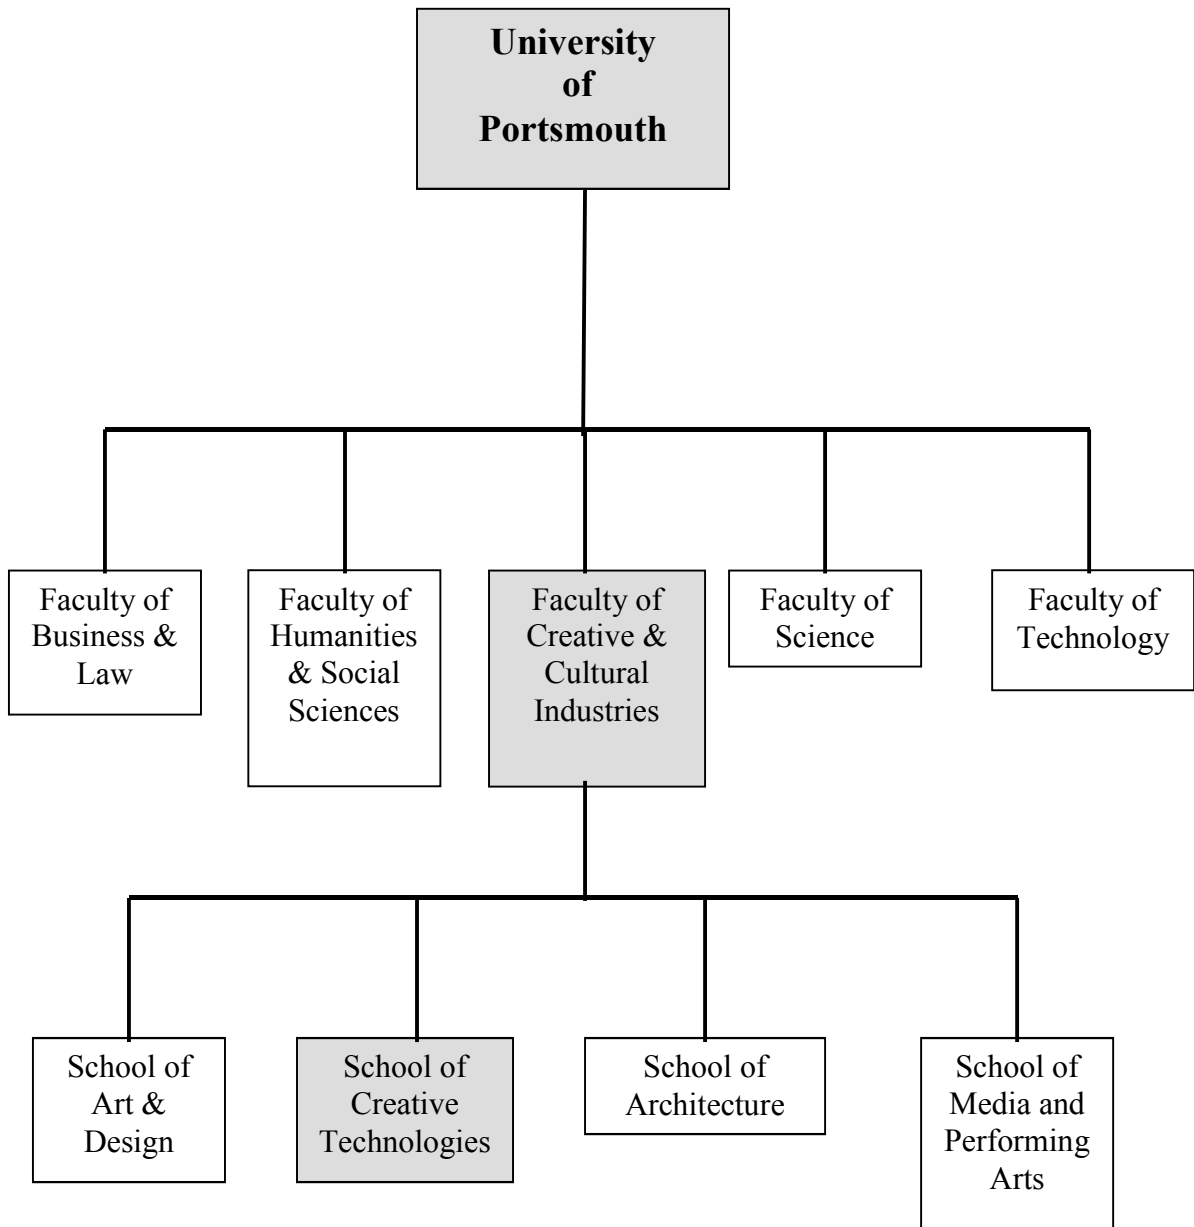 University
of
Portsmouth
Faculty of
Business &
Law
Faculty of
Humanities
& Social
Sciences
Faculty of
Creative &
Cultural
Industries
Faculty of
Science
Faculty of
Technology
School of
Art &
Design
School of
Creative
Technologies
School of
Architecture
School of
Media and
Performing
Arts